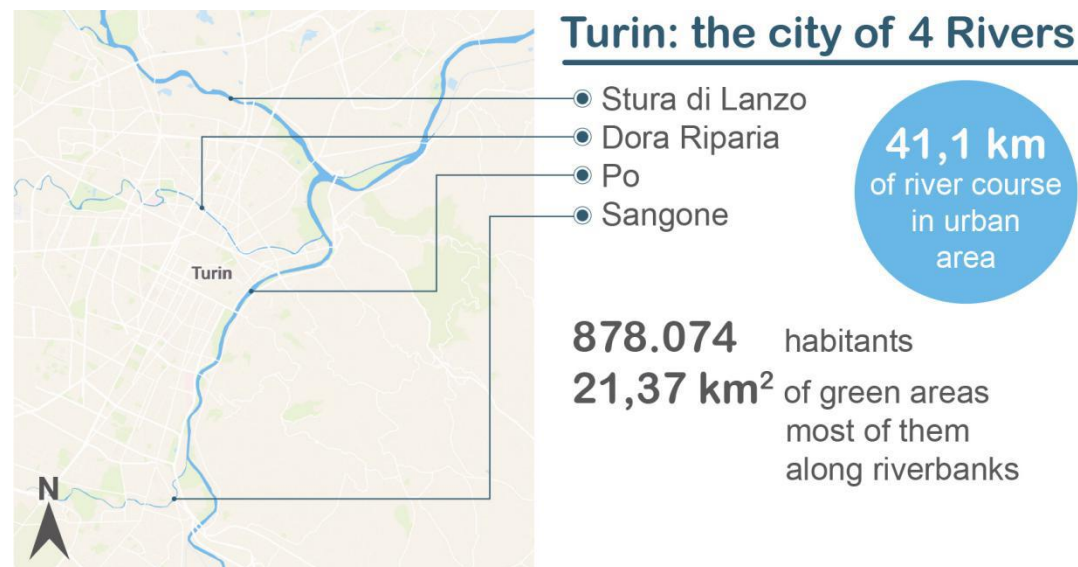 Turin: the city of 4 Rivers
Stura di Lanzo
Dora Riparia
Po
Sangone
41,1 km
of river course
in urban
area
Turin
878.074 habitants
21,37 km² of green areas
most of them
along riverbanks
N